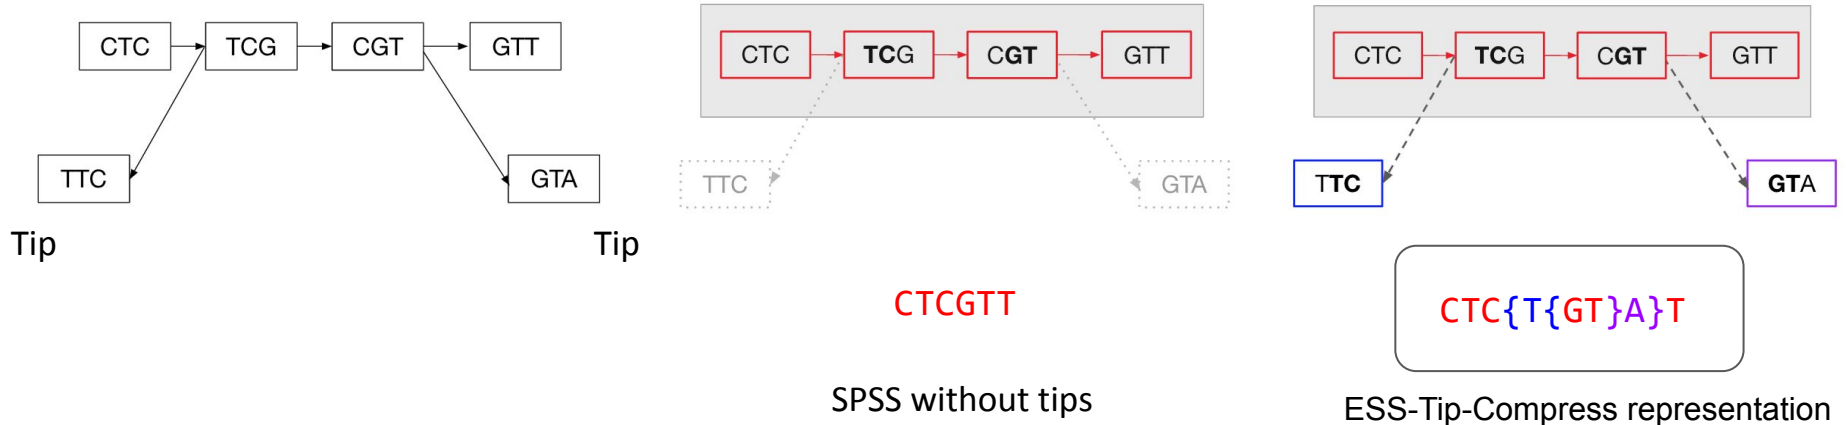 CTC TCG CGT GTT
TTC GTA
Tip Tip
CTC TCG CGT GTT
TTC GTA
CTCGTT
SPSS without tips
CTC TCG CGT GTT
TTC GTA
CTC{T{GT}A}T
ESS-Tip-Compress representation